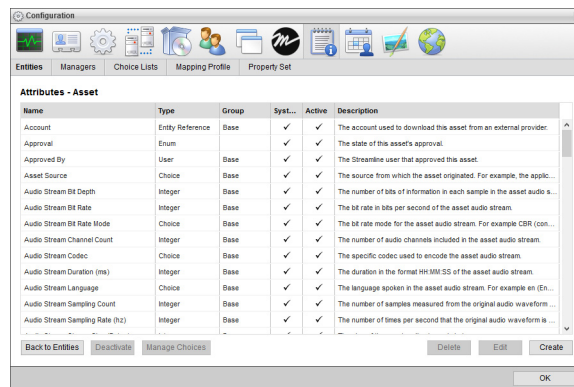 Configuration
Entities Managers Choice Lists Mapping Profile Property Set
Attributes - Asset
Name Type Group Syst... Active Description
Account Entity Reference Base ✓ ✓ The account used to download this asset from an external provider.
Approval Enum ✓ ✓ The state of this asset's approval.
Approved By User Base ✓ ✓ The Streamline user that approved this asset.
Asset Source Choice Base ✓ ✓ The source from which the asset originated. For example, the applic...
Audio Stream Bit Depth Integer Base ✓ ✓ The number of bits of information in each sample in the asset audio s...
Audio Stream Bit Rate Integer Base ✓ ✓ The bit rate in bits per second of the asset audio stream.
Audio Stream Bit Rate Mode Choice Base ✓ ✓ The bit rate mode for the asset audio stream. For example CBR (con...
Audio Stream Channel Count Integer Base ✓ ✓ The number of audio channels included in the asset audio stream.
Audio Stream Codec Choice Base ✓ ✓ The specific codec used to encode the asset audio stream.
Audio Stream Duration (ms) Integer Base ✓ ✓ The duration in the format HH:MM:SS of the asset audio stream.
Audio Stream Language Choice Base ✓ ✓ The language spoken in the asset audio stream. For example en (En...
Audio Stream Sampling Count Integer Base ✓ ✓ The number of samples measured from the original audio waveform ...
Audio Stream Sampling Rate (hz) Integer Base ✓ ✓ The number of times per second that the original audio waveform is ...
Back to Entities Deactivate Manage Choices Delete Edit Create
OK